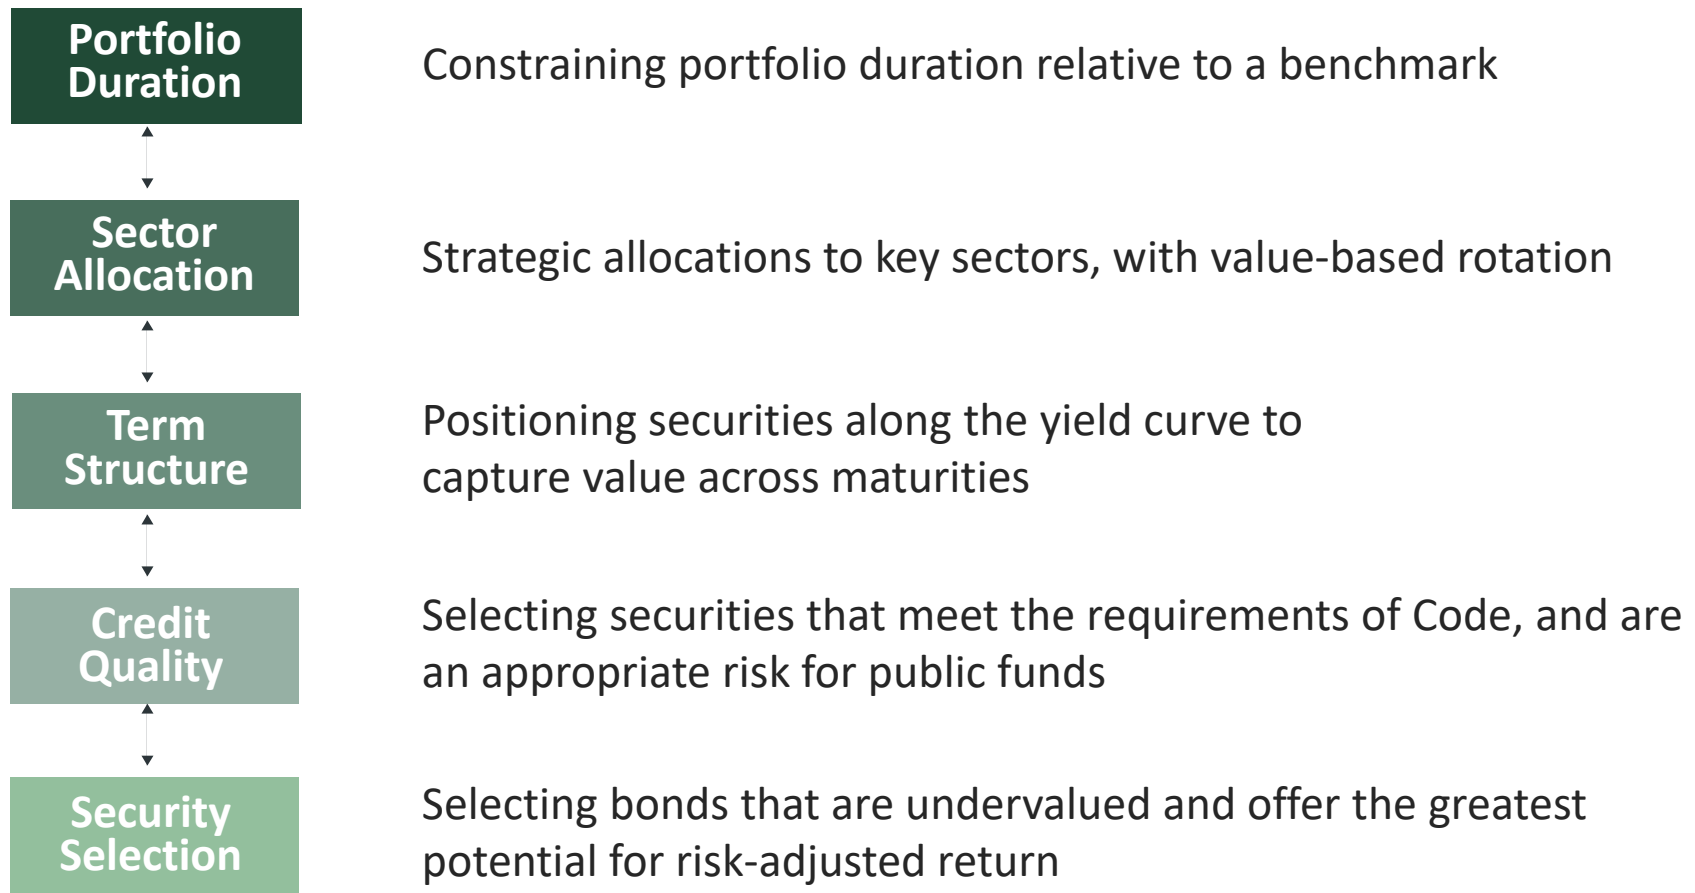 Portfolio
Duration
Constraining portfolio duration relative to a benchmark
Sector
Allocation
Strategic allocations to key sectors, with value-based rotation
Term
Structure
Positioning securities along the yield curve to
capture value across maturities
Credit
Quality
Selecting securities that meet the requirements of Code, and are
an appropriate risk for public funds
Security
Selection
Selecting bonds that are undervalued and offer the greatest
potential for risk-adjusted return